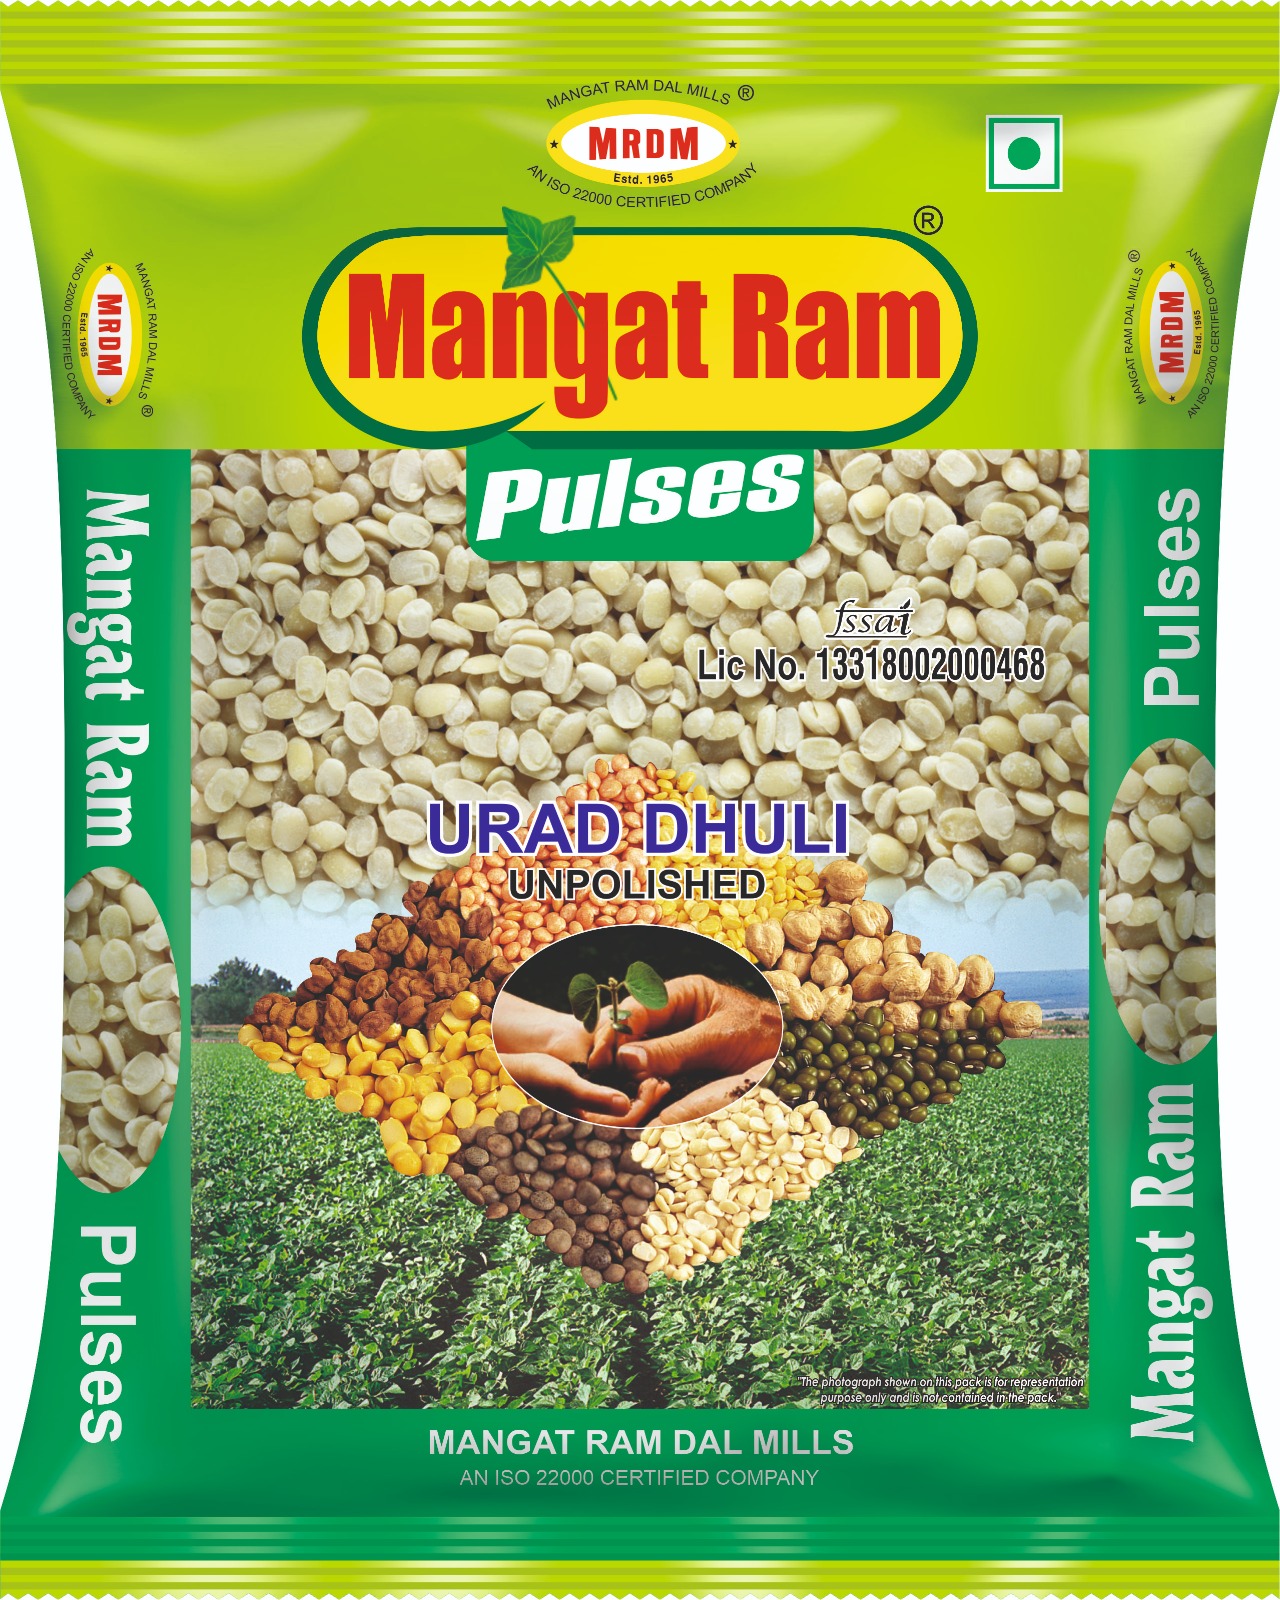 MANGAT RAM DAL MILLS ®
MRDM
Estd. 1965
AN ISO 22000 CERTIFIED COMPANY
®
Mangat Ram
Pulses
MANGAT RAM DAL MILLS ®
MRDM
Estd. 1965
AN ISO 22000 CERTIFIED COMPANY
Mangat Ram
Pulses
MANGAT RAM DAL MILLS ®
MRDM
Estd. 1965
AN ISO 22000 CERTIFIED COMPANY
Pulses
Mangat Ram
fssai
Lic No. 13318002000468
URAD DHULI
UNPOLISHED
"The photograph shown on this pack is for representation
purpose only and is not contained in the pack."
MANGAT RAM DAL MILLS
AN ISO 22000 CERTIFIED COMPANY